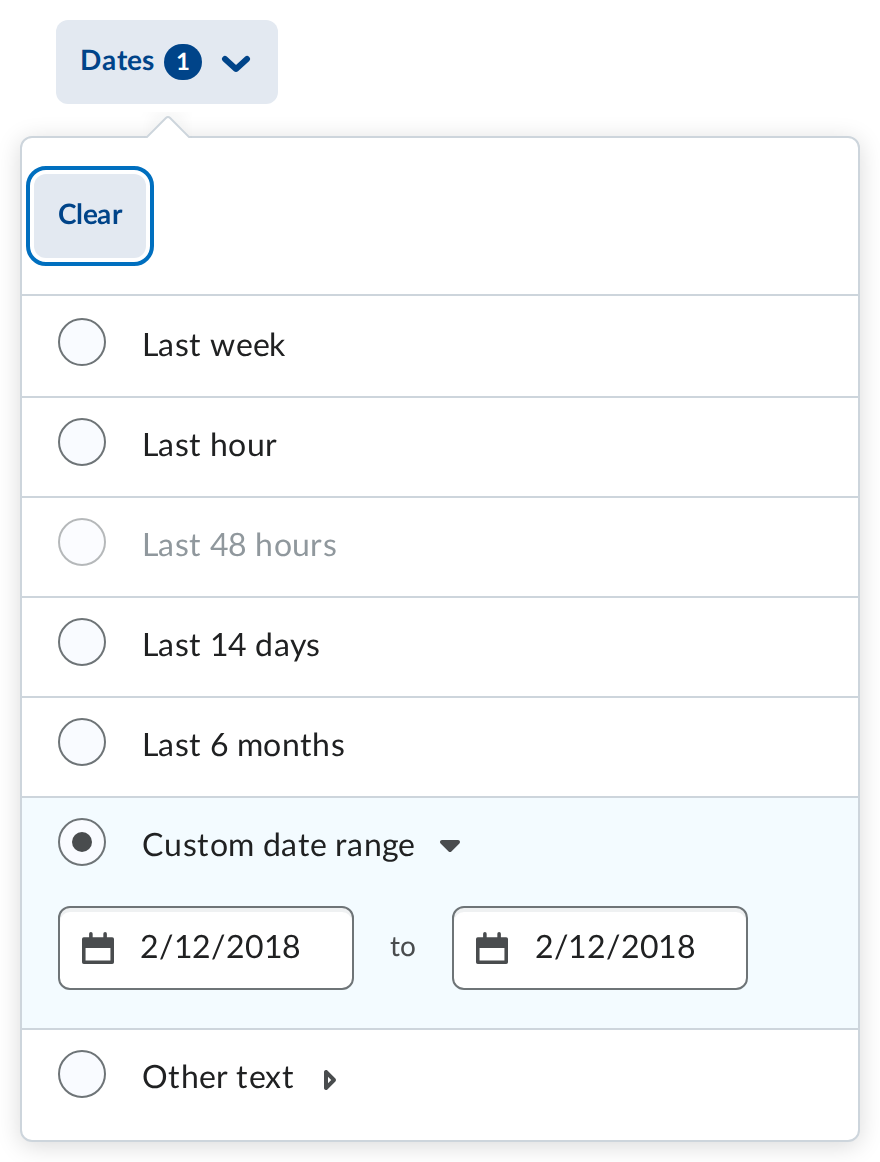 Dates 1
Clear
Last week
Last hour
Last 48 hours
Last 14 days
Last 6 months
Custom date range
2/12/2018 to 2/12/2018
Other text